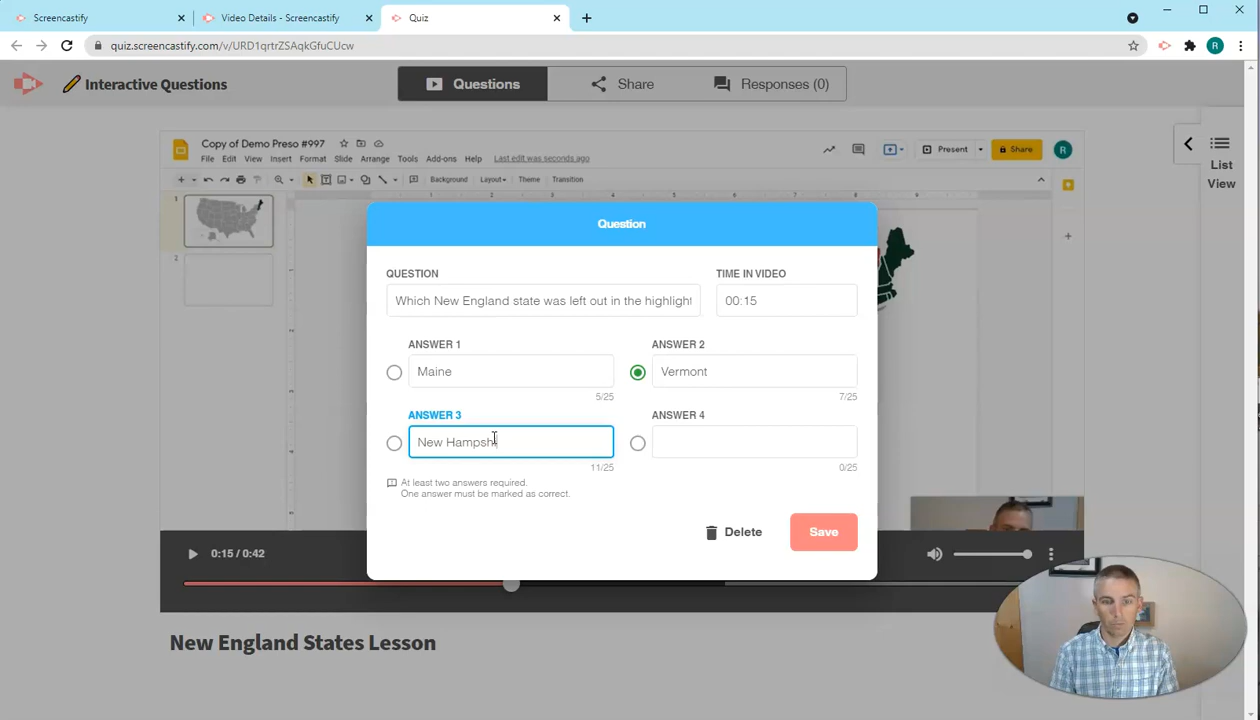 Screencastify
Video Details - Screencastify
Quiz
quiz.screencastify.com/v/URD1qrtrZSAqkGfuCUcw
R
Interactive Questions
Questions
Share
Responses (0)
Copy of Demo Preso #997
File Edit View Insert Format Slide Arrange Tools Add-ons Help Last edit was seconds ago
Present
Share
R
Background Layout Theme Transition
List
View
1
2
Question
QUESTION
TIME IN VIDEO
Which New England state was left out in the highlight
00:15
ANSWER 1
ANSWER 2
Maine
Vermont
5/25
7/25
ANSWER 3
ANSWER 4
New Hampsh
11/25
0/25
At least two answers required.
One answer must be marked as correct.
Delete
Save
0:15 / 0:42
New England States Lesson